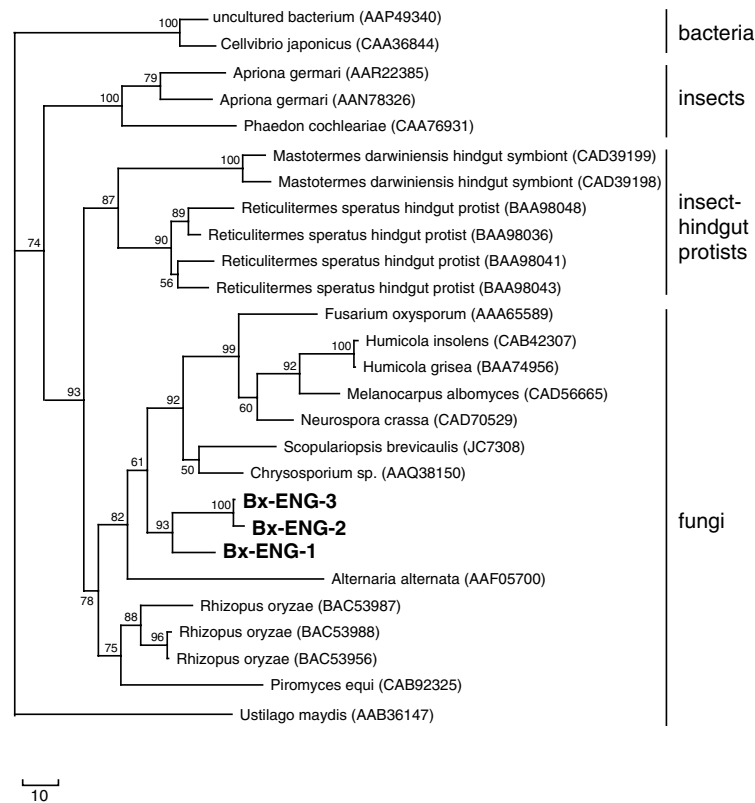 uncultured bacterium (AAP49340)
100
Cellvibrio japonicus (CAA36844)
bacteria
Apriona germari (AAR22385)
79
Apriona germari (AAN78326)
100
Phaedon cochleariae (CAA76931)
insects
Mastotermes darwiniensis hindgut symbiont (CAD39199)
100
Mastotermes darwiniensis hindgut symbiont (CAD39198)
87
Reticulitermes speratus hindgut protist (BAA98048)
89
Reticulitermes speratus hindgut protist (BAA98036)
90
Reticulitermes speratus hindgut protist (BAA98041)
56
Reticulitermes speratus hindgut protist (BAA98043)
insect-
hindgut
protists
74
93
Fusarium oxysporum (AAA65589)
99
Humicola insolens (CAB42307)
100
Humicola grisea (BAA74956)
92
Melanocarpus albomyces (CAD56665)
60
Neurospora crassa (CAD70529)
92
Scopulariopsis brevicaulis (JC7308)
50
Chrysosporium sp. (AAQ38150)
61
Bx-ENG-3
100
Bx-ENG-2
93
Bx-ENG-1
82
Alternaria alternata (AAF05700)
78
Rhizopus oryzae (BAC53987)
88
Rhizopus oryzae (BAC53988)
96
Rhizopus oryzae (BAC53956)
75
Piromyces equi (CAB92325)
Ustilago maydis (AAB36147)
fungi
10